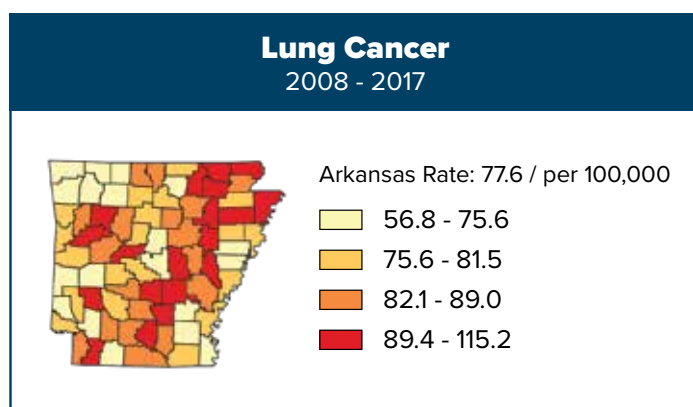 Lung Cancer
2008 - 2017
Arkansas Rate: 77.6 / per 100,000
56.8 - 75.6
75.6 - 81.5
82.1 - 89.0
89.4 - 115.2